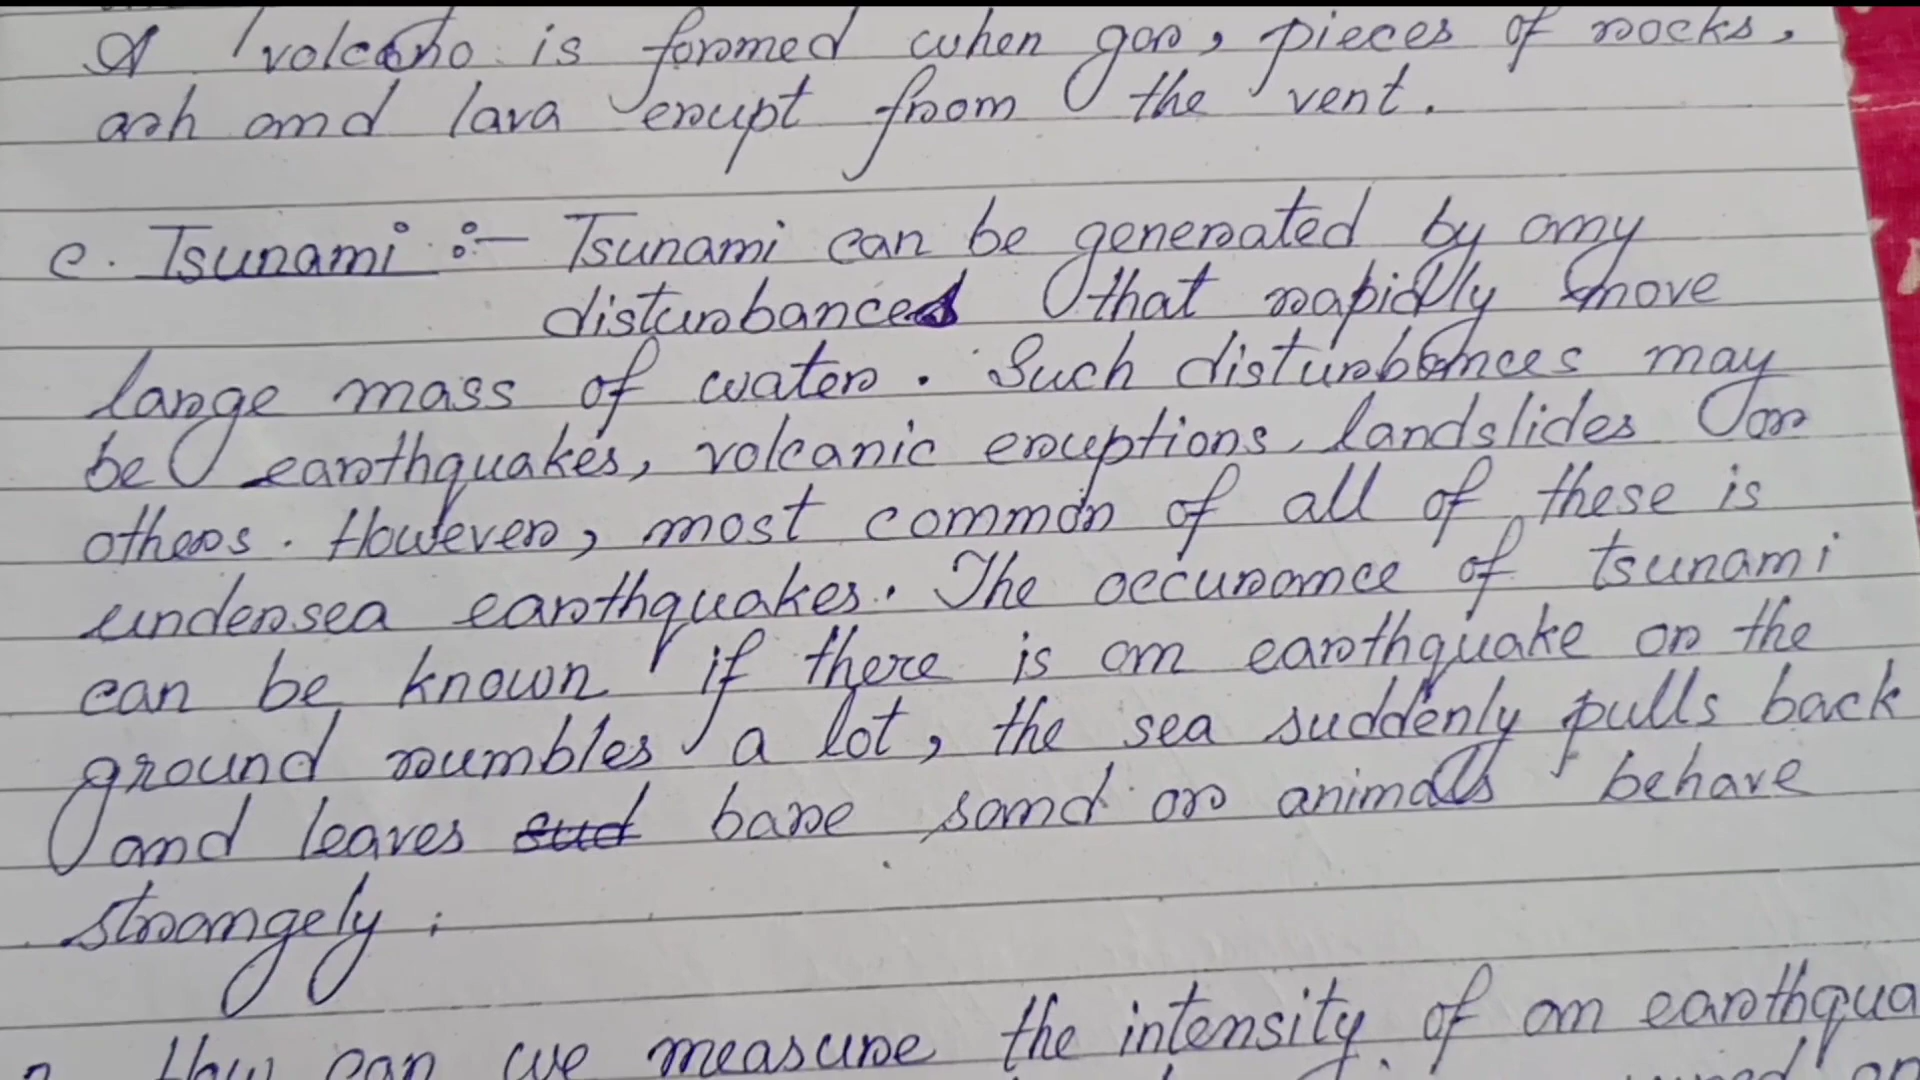 A volcano is formed when gas, pieces of rocks,
ash and lava erupt from the vent.
c. Tsunami :- Tsunami can be generated by any
disturbances that rapidly move
large mass of water. Such disturbances may
be earthquakes, volcanic eruptions, landslides or
others. However, most common of all of these is
undersea earthquakes. The occurance of tsunami
can be known if there is an earthquake or the
ground rumbles a lot, the sea suddenly pulls back
and leaves bare sand or animals behave
strangely.
How can we measure the intensity of an earthqua